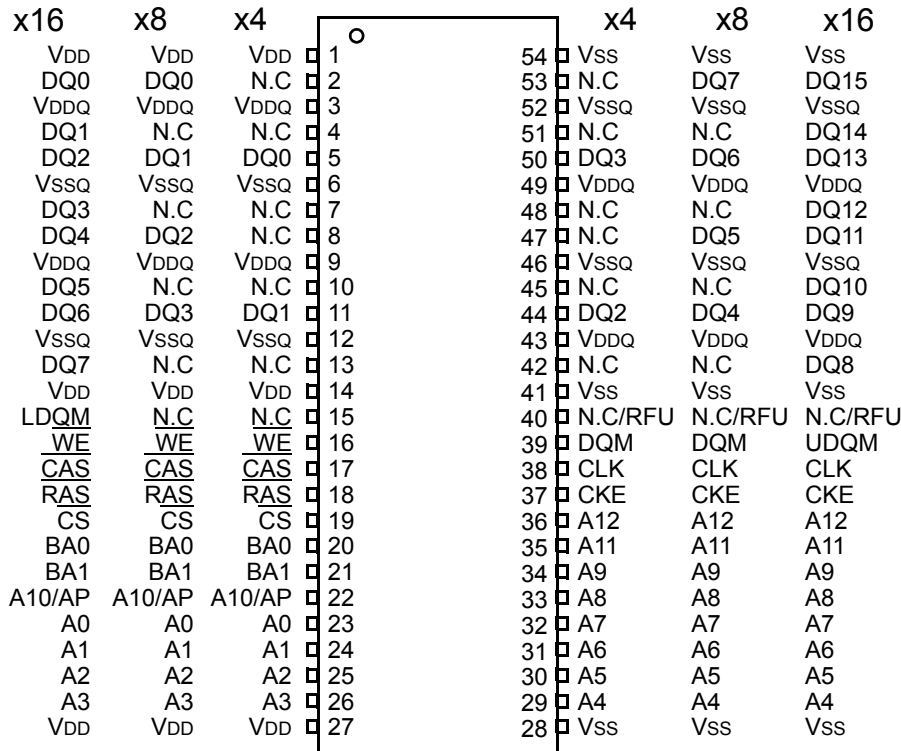 x16 x8 x4 x4 x8 x16
VDD VDD VDD 1 54 VSS VSS VSS
DQ0 DQ0 N.C 2 53 N.C DQ7 DQ15
VDDQ VDDQ VDDQ 3 52 VSSQ VSSQ VSSQ
DQ1 N.C N.C 4 51 N.C N.C DQ14
DQ2 DQ1 DQ0 5 50 DQ3 DQ6 DQ13
VSSQ VSSQ VSSQ 6 49 VDDQ VDDQ VDDQ
DQ3 N.C N.C 7 48 N.C N.C DQ12
DQ4 DQ2 N.C 8 47 N.C DQ5 DQ11
VDDQ VDDQ VDDQ 9 46 VSSQ VSSQ VSSQ
DQ5 N.C N.C 10 45 N.C N.C DQ10
DQ6 DQ3 DQ1 11 44 DQ2 DQ4 DQ9
VSSQ VSSQ VSSQ 12 43 VDDQ VDDQ VDDQ
DQ7 N.C N.C 13 42 N.C N.C DQ8
VDD VDD VDD 14 41 VSS VSS VSS
LDQM N.C N.C 15 40 N.C/RFU N.C/RFU N.C/RFU
WE WE WE 16 39 DQM DQM UDQM
CAS CAS CAS 17 38 CLK CLK CLK
RAS RAS RAS 18 37 CKE CKE CKE
CS CS CS 19 36 A12 A12 A12
BA0 BA0 BA0 20 35 A11 A11 A11
BA1 BA1 BA1 21 34 A9 A9 A9
A10/AP A10/AP A10/AP 22 33 A8 A8 A8
A0 A0 A0 23 32 A7 A7 A7
A1 A1 A1 24 31 A6 A6 A6
A2 A2 A2 25 30 A5 A5 A5
A3 A3 A3 26 29 A4 A4 A4
VDD VDD VDD 27 28 VSS VSS VSS